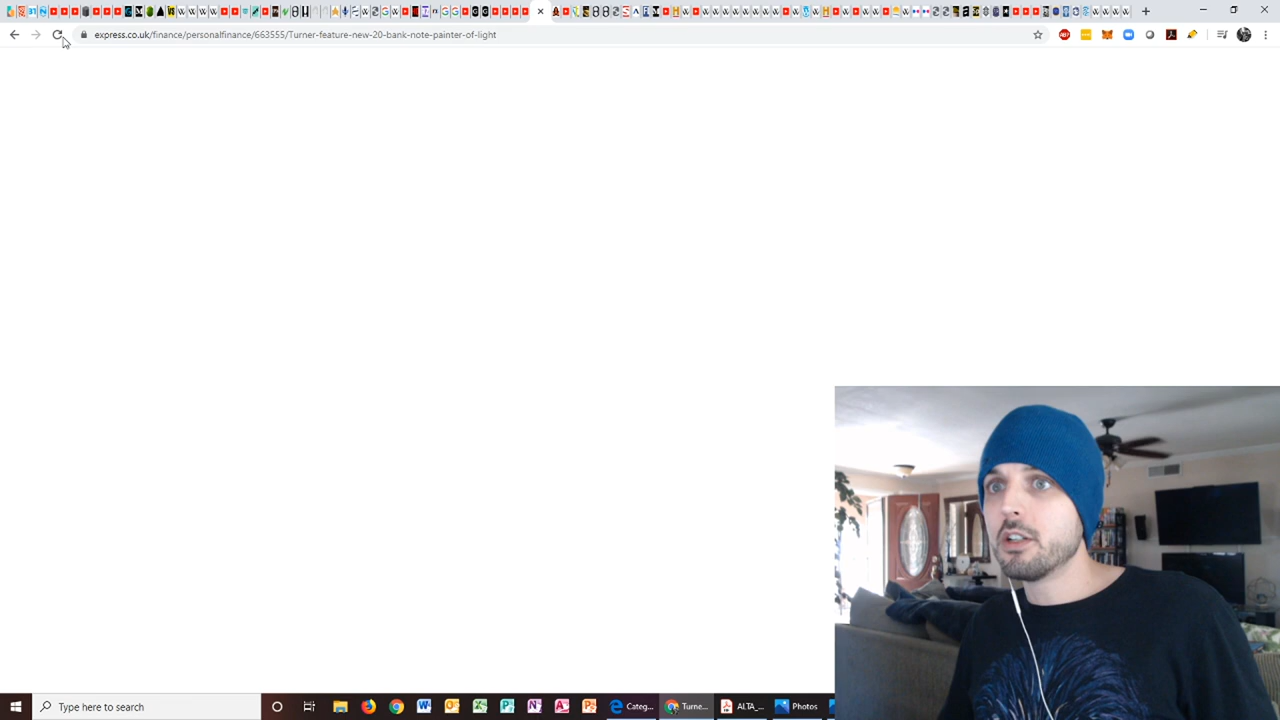 express.co.uk/finance/personalfinance/663555/Turner-feature-new-20-bank-note-painter-of-light
Type here to search
Categ...
Turne...
ALTA_...
Photos